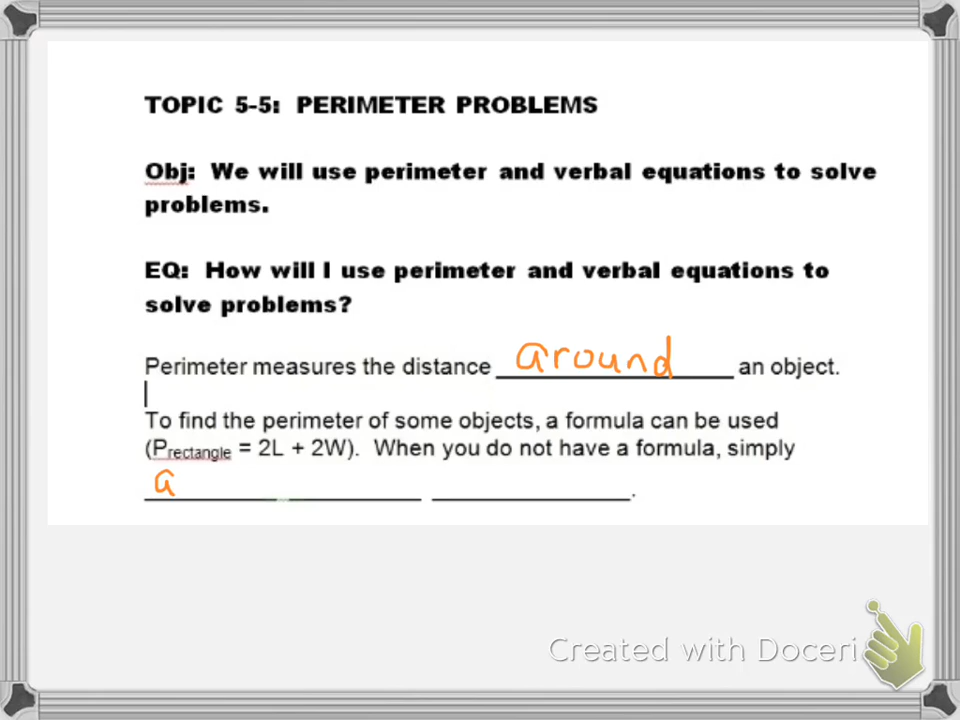 TOPIC 5-5: PERIMETER PROBLEMS
Obj: We will use perimeter and verbal equations to solve
problems.
EQ: How will I use perimeter and verbal equations to
solve problems?
Perimeter measures the distance around an object.
To find the perimeter of some objects, a formula can be used
(Prectangle = 2L + 2W). When you do not have a formula, simply
a .
Created with Doceri